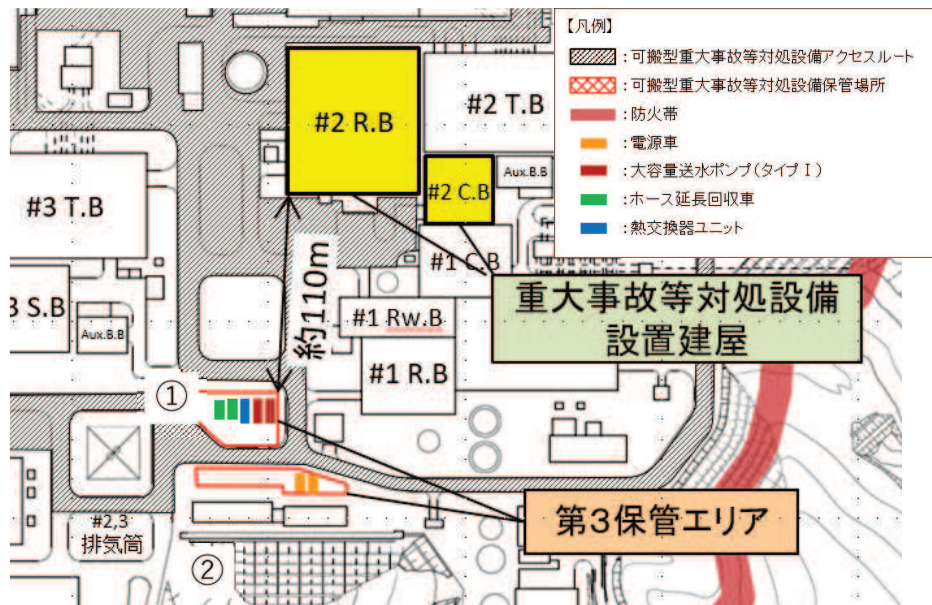 【凡例】
：可搬型重大事故等対処設備アクセスルート
：可搬型重大事故等対処設備保管場所
：防火帯
：電源車
：大容量送水ポンプ(タイプⅠ)
：ホース延長回収車
：熱交換器ユニット
#2 R.B
#2 T.B
#2 C.B
Aux.B.B
#3 T.B
#1 C.B
3 S.B
Aux.B.B
約110m
#1 Rw.B
#1 R.B
重大事故等対処設備
設置建屋
①
第3保管エリア
#2,3
排気筒
②